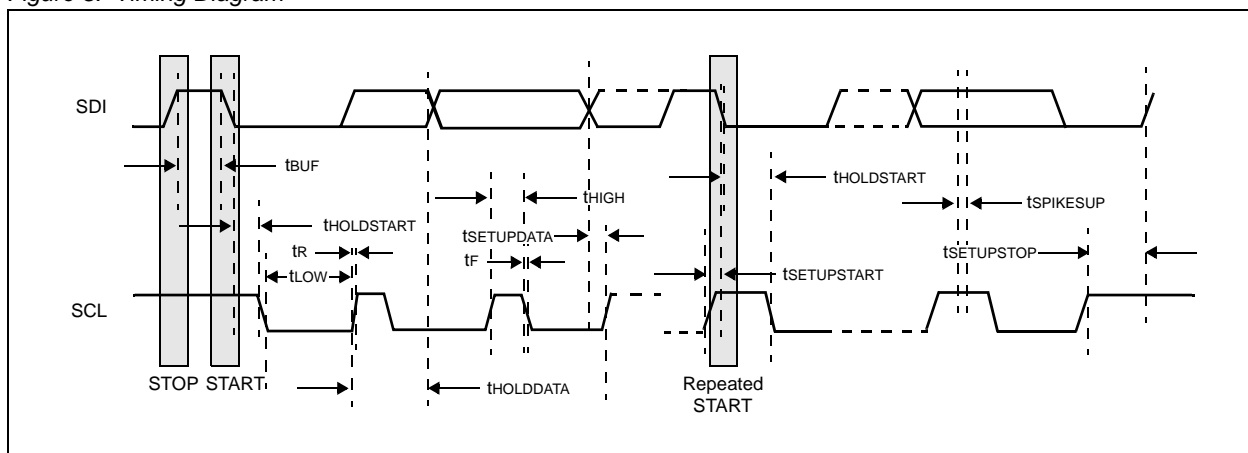 Figure 3. Timing Diagram
SDI
tBUF
tHOLDSTART
tHIGH
tHOLDSTART
tSPIKESUP
tSETUPDATA
tR
tF
tSETUPSTOP
tLOW
tSETUPSTART
SCL
STOP START
tHOLDDATA
Repeated
START